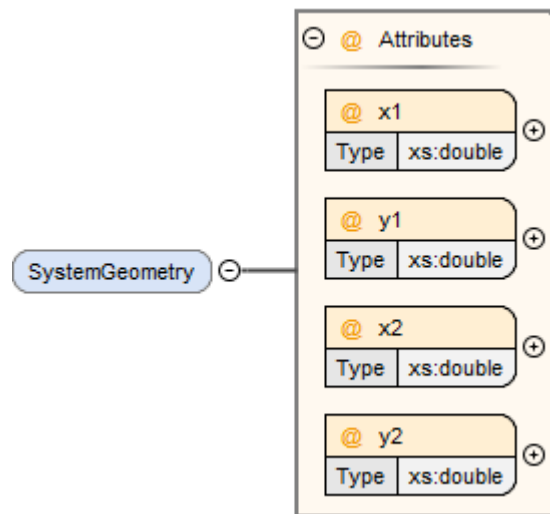 @ Attributes
@ x1
Type xs:double
@ y1
Type xs:double
SystemGeometry
@ x2
Type xs:double
@ y2
Type xs:double